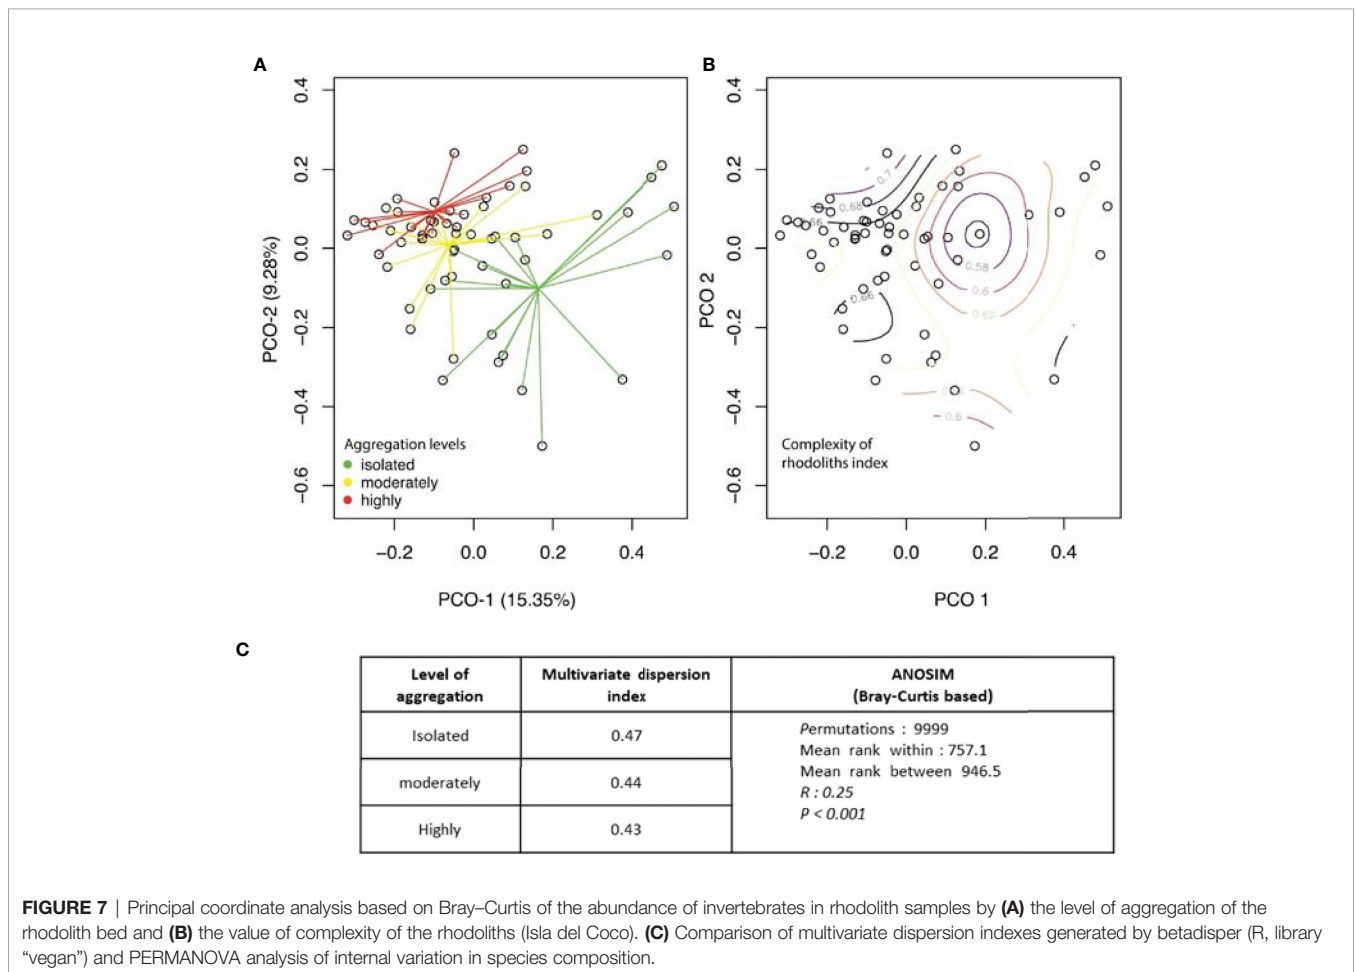 A
B
0.4
0.2
0.0
−0.2
−0.4
−0.6
PCO-2 (9.28%)
Aggregation levels
isolated
moderately
highly
−0.2 0.0 0.2 0.4
PCO-1 (15.35%)
0.4
0.2
0.0
−0.2
−0.4
−0.6
PCO 2
0.7
0.68
0.66
0.58
0.6
0.62
0.6
Complexity of
rhodoliths index
−0.2 0.0 0.2 0.4
PCO 1
C
Level of aggregation
Multivariate dispersion index
ANOSIM
(Bray-Curtis based)
Isolated 0.47
moderately 0.44
Highly 0.43
Permutations : 9999
Mean rank within : 757.1
Mean rank between 946.5
R : 0.25
P < 0.001
FIGURE 7 | Principal coordinate analysis based on Bray–Curtis of the abundance of invertebrates in rhodolith samples by (A) the level of aggregation of the
rhodolith bed and (B) the value of complexity of the rhodoliths (Isla del Coco). (C) Comparison of multivariate dispersion indexes generated by betadisper (R, library
“vegan”) and PERMANOVA analysis of internal variation in species composition.